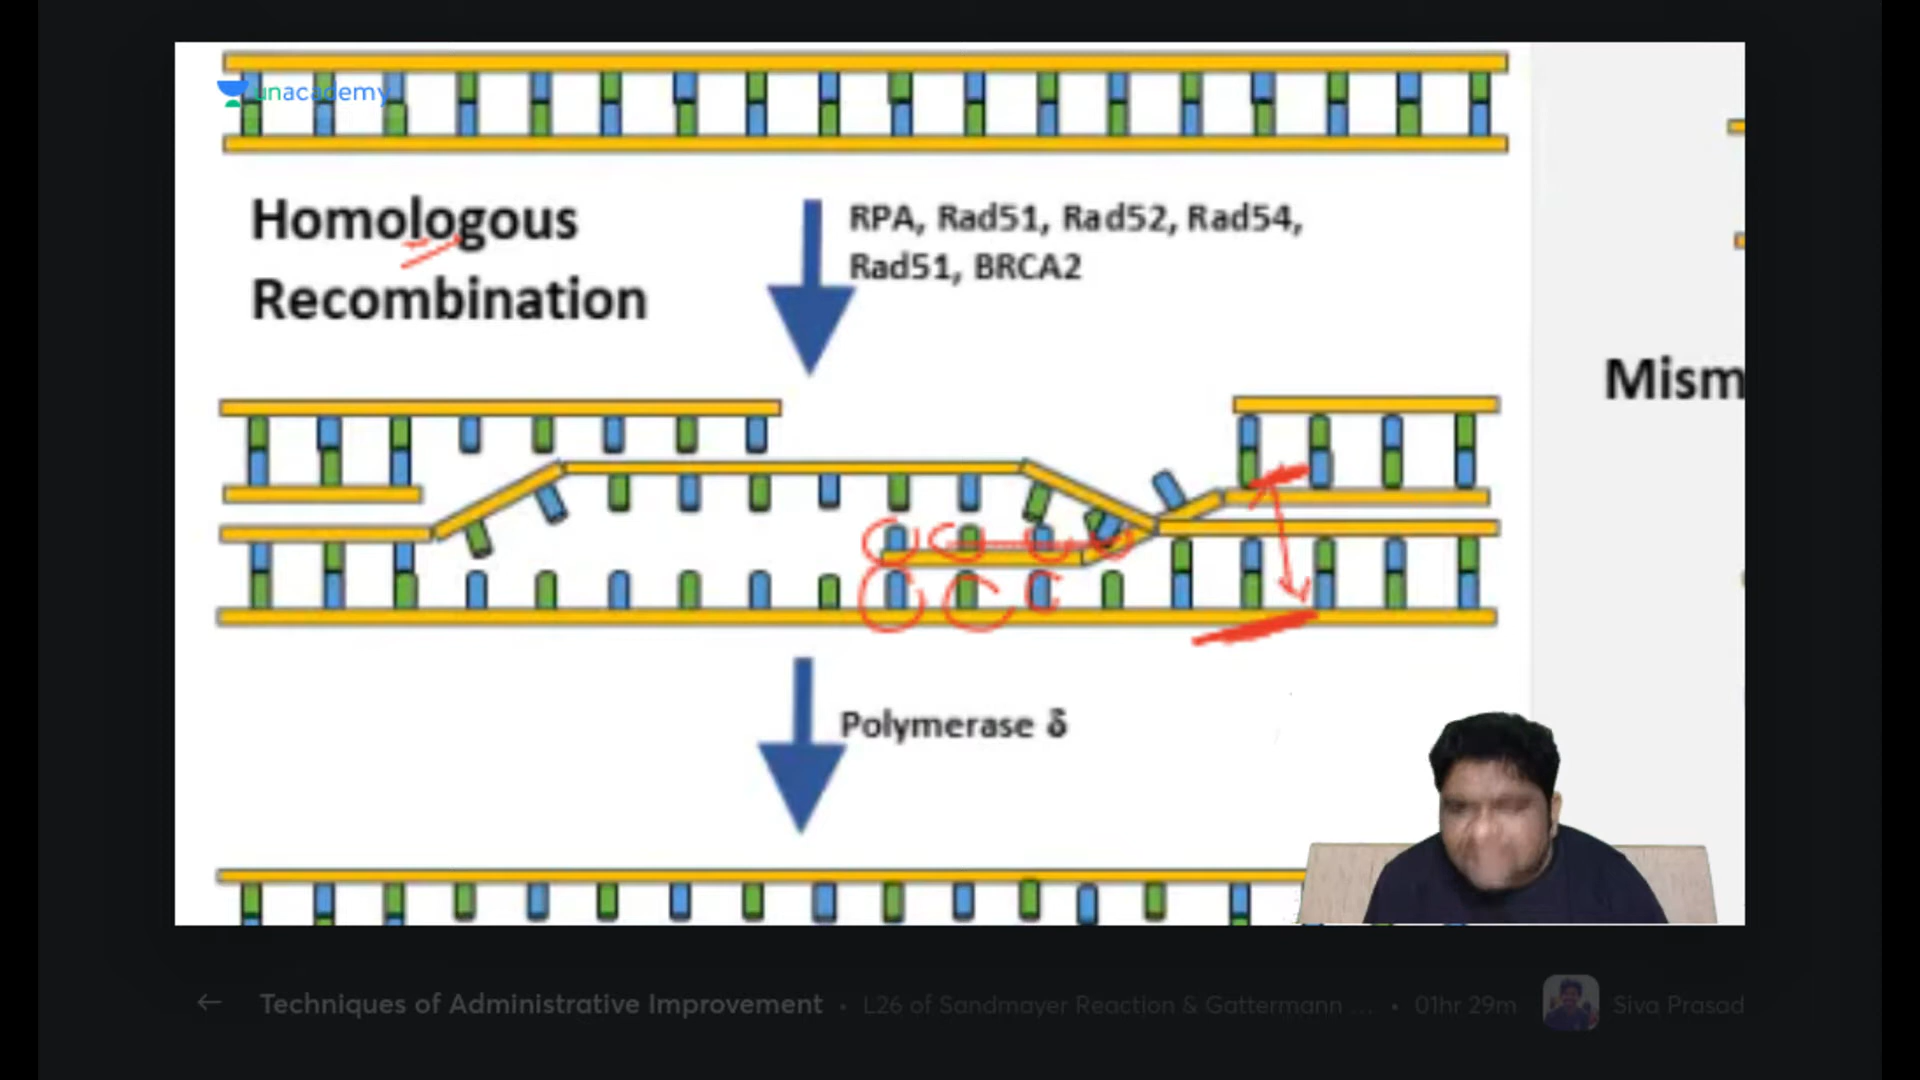 unacademy
Homologous
Recombination
RPA, Rad51, Rad52, Rad54,
Rad51, BRCA2
Mism
Polymerase δ
← Techniques of Administrative Improvement • L26 of Sandmayer Reaction & Gattermann ... • 01hr 29m Siva Prasad